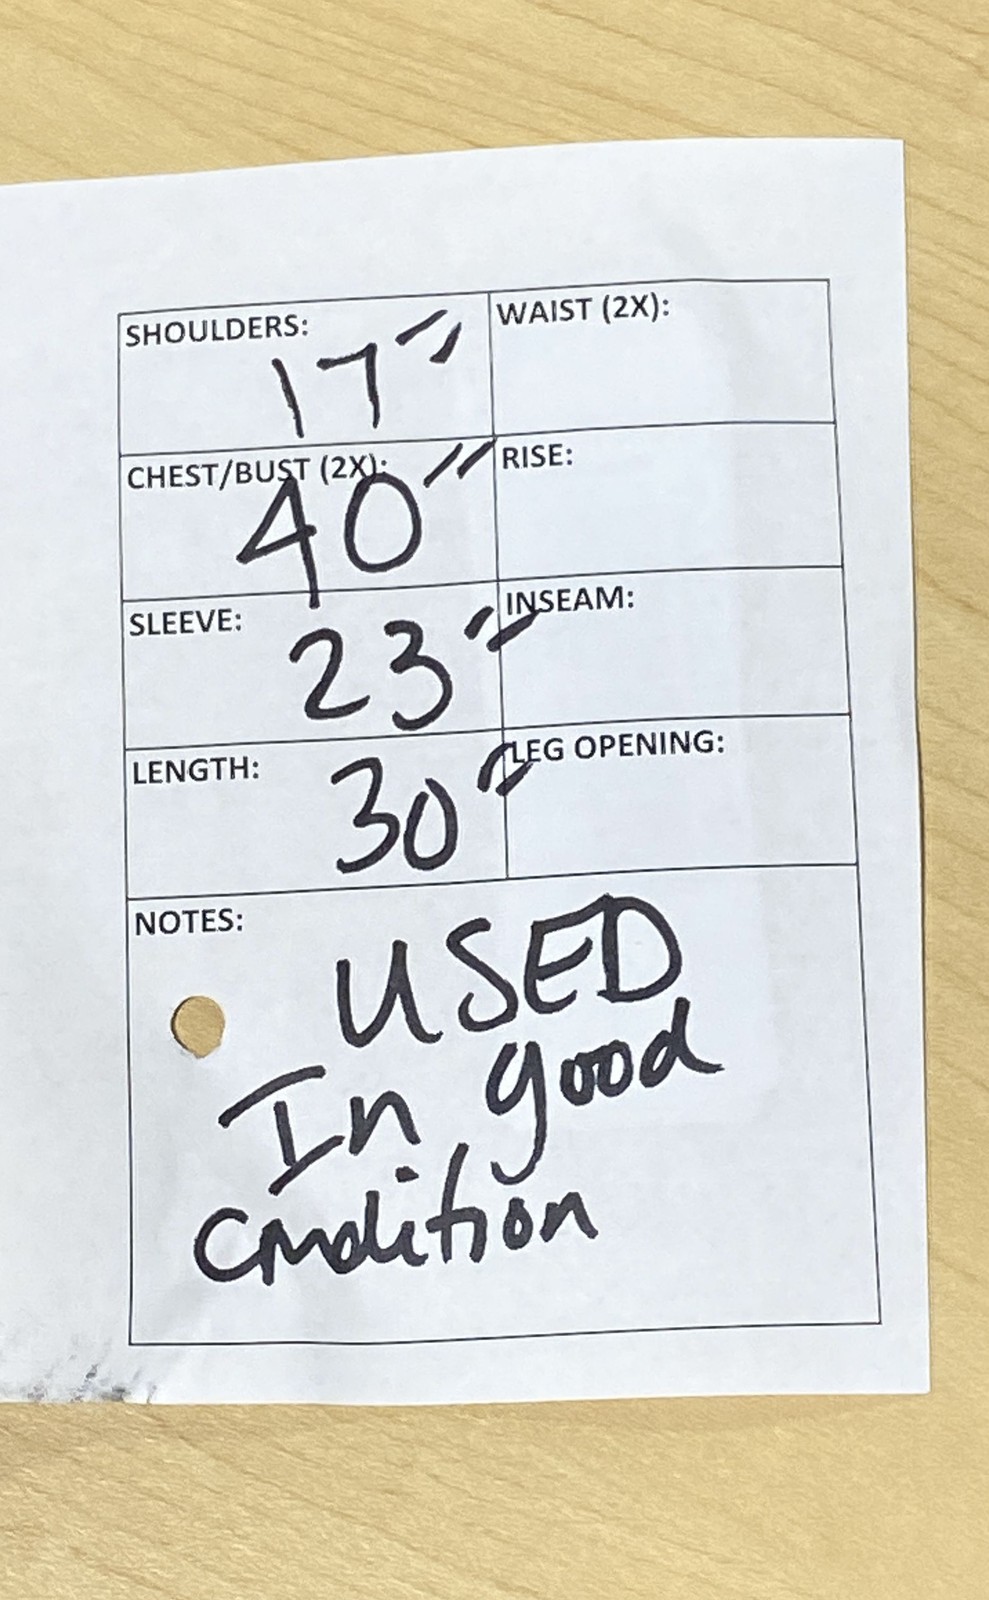 SHOULDERS: 17"
WAIST (2X):
CHEST/BUST (2X): 40"
RISE:
SLEEVE: 23"
INSEAM:
LENGTH: 30"
LEG OPENING:
NOTES:
USED
In good
condition